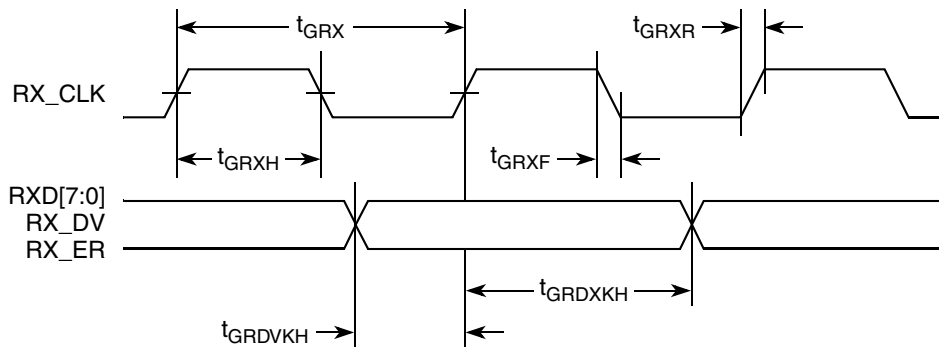 tGRX
tGRXR
RX_CLK
tGRXH
tGRXF
RXD[7:0]
RX_DV
RX_ER
tGRDXKH
tGRDVKH